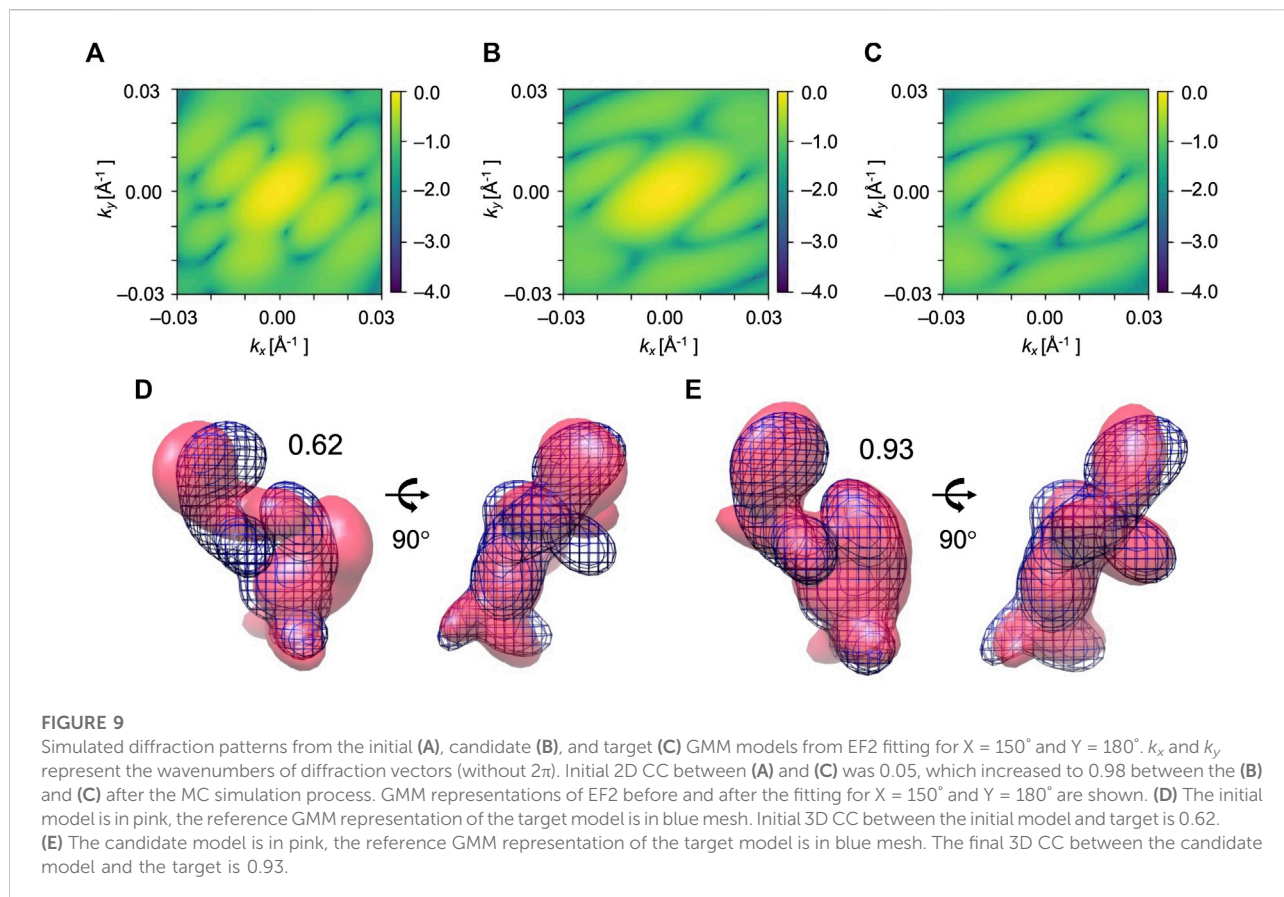 A
B
C
0.03
0.00
−0.03
−0.03
0.00
0.03
ky [Å-1]
kx [Å-1]
0.0
−1.0
−2.0
−3.0
−4.0
0.03
0.00
−0.03
−0.03
0.00
0.03
ky [Å-1]
kx [Å-1]
0.0
−1.0
−2.0
−3.0
−4.0
0.03
0.00
−0.03
−0.03
0.00
0.03
ky [Å-1]
kx [Å-1]
0.0
−1.0
−2.0
−3.0
−4.0
D
0.62
90°
E
0.93
90°
FIGURE 9
Simulated diffraction patterns from the initial (A), candidate (B), and target (C) GMM models from EF2 fitting for X = 150° and Y = 180°. kx and ky
represent the wavenumbers of diffraction vectors (without 2π). Initial 2D CC between (A) and (C) was 0.05, which increased to 0.98 between the (B)
and (C) after the MC simulation process. GMM representations of EF2 before and after the fitting for X = 150° and Y = 180° are shown. (D) The initial
model is in pink, the reference GMM representation of the target model is in blue mesh. Initial 3D CC between the initial model and target is 0.62.
(E) The candidate model is in pink, the reference GMM representation of the target model is in blue mesh. The final 3D CC between the candidate
model and the target is 0.93.